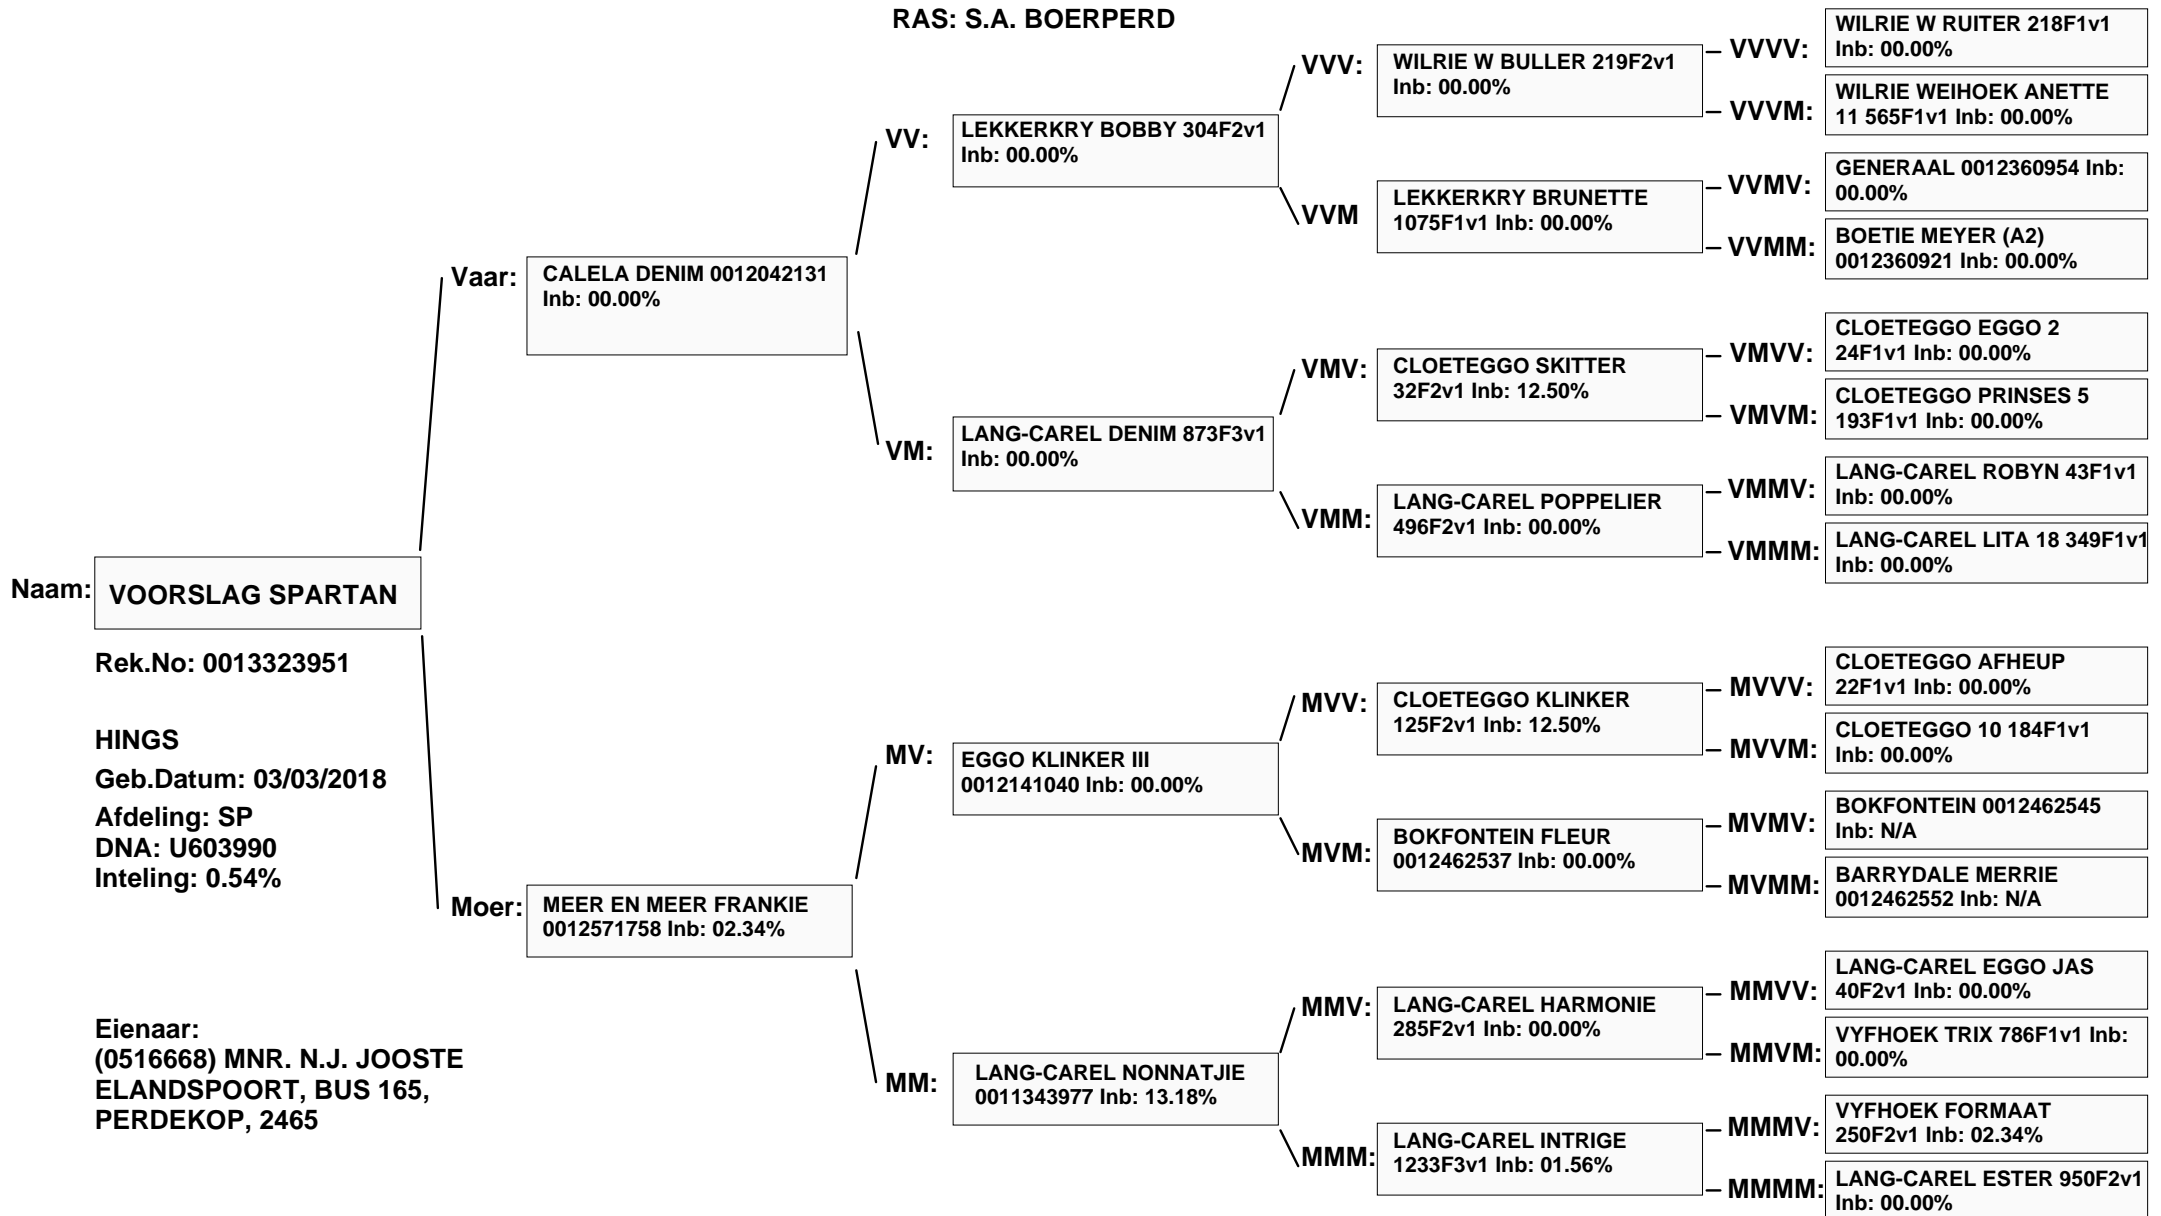 RAS: S.A. BOERPERD
Naam:
VOORSLAG SPARTAN
Rek.No: 0013323951
HINGS
Geb.Datum: 03/03/2018
Afdeling: SP
DNA: U603990
Inteling: 0.54%
Eienaar:
(0516668) MNR. N.J. JOOSTE
ELANDSPOORT, BUS 165,
PERDEKOP, 2465
Vaar:
CALELA DENIM 0012042131
Inb: 00.00%
Moer:
MEER EN MEER FRANKIE
0012571758 Inb: 02.34%
VV:
LEKKERKRY BOBBY 304F2v1
Inb: 00.00%
VM:
LANG-CAREL DENIM 873F3v1
Inb: 00.00%
MV:
EGGO KLINKER III
0012141040 Inb: 00.00%
MM:
LANG-CAREL NONNATJIE
0011343977 Inb: 13.18%
VVV:
WILRIE W BULLER 219F2v1
Inb: 00.00%
VVM
LEKKERKRY BRUNETTE
1075F1v1 Inb: 00.00%
VMV:
CLOETEGGO SKITTER
32F2v1 Inb: 12.50%
VMM:
LANG-CAREL POPPELIER
496F2v1 Inb: 00.00%
MVV:
CLOETEGGO KLINKER
125F2v1 Inb: 12.50%
MVM:
BOKFONTEIN FLEUR
0012462537 Inb: 00.00%
MMV:
LANG-CAREL HARMONIE
285F2v1 Inb: 00.00%
MMM:
LANG-CAREL INTRIGE
1233F3v1 Inb: 01.56%
VVVV:
WILRIE W RUITER 218F1v1
Inb: 00.00%
VVVM:
WILRIE WEIHOEK ANETTE
11 565F1v1 Inb: 00.00%
VVMV:
GENERAAL 0012360954 Inb:
00.00%
VVMM:
BOETIE MEYER (A2)
0012360921 Inb: 00.00%
VMVV:
CLOETEGGO EGGO 2
24F1v1 Inb: 00.00%
VMVM:
CLOETEGGO PRINSES 5
193F1v1 Inb: 00.00%
VMMV:
LANG-CAREL ROBYN 43F1v1
Inb: 00.00%
VMMM:
LANG-CAREL LITA 18 349F1v1
Inb: 00.00%
MVVV:
CLOETEGGO AFHEUP
22F1v1 Inb: 00.00%
MVVM:
CLOETEGGO 10 184F1v1
Inb: 00.00%
MVMV:
BOKFONTEIN 0012462545
Inb: N/A
MVMM:
BARRYDALE MERRIE
0012462552 Inb: N/A
MMVV:
LANG-CAREL EGGO JAS
40F2v1 Inb: 00.00%
MMVM:
VYFHOEK TRIX 786F1v1 Inb:
00.00%
MMMV:
VYFHOEK FORMAAT
250F2v1 Inb: 02.34%
MMMM:
LANG-CAREL ESTER 950F2v1
Inb: 00.00%